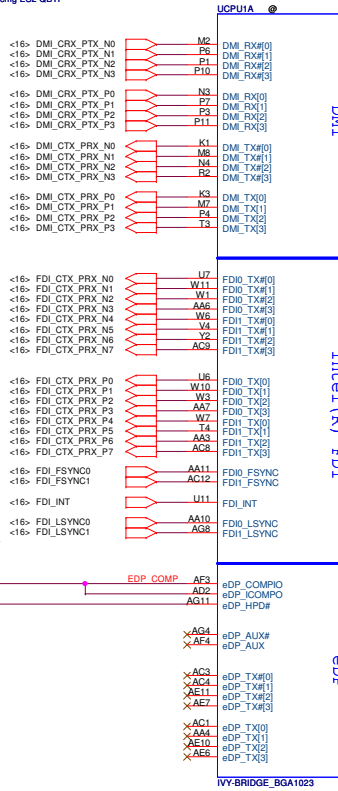 UCPU1A @
<16> DMI_CRX_PTX_N0 M2 DMI_RX#[0]
<16> DMI_CRX_PTX_N1 P6 DMI_RX#[1]
<16> DMI_CRX_PTX_N2 P1 DMI_RX#[2]
<16> DMI_CRX_PTX_N3 P10 DMI_RX#[3]
<16> DMI_CRX_PTX_P0 N3 DMI_RX[0]
<16> DMI_CRX_PTX_P1 P7 DMI_RX[1]
<16> DMI_CRX_PTX_P2 P3 DMI_RX[2]
<16> DMI_CRX_PTX_P3 P11 DMI_RX[3]
<16> DMI_CTX_PRX_N0 K1 DMI_TX#[0]
<16> DMI_CTX_PRX_N1 M8 DMI_TX#[1]
<16> DMI_CTX_PRX_N2 N4 DMI_TX#[2]
<16> DMI_CTX_PRX_N3 R2 DMI_TX#[3]
<16> DMI_CTX_PRX_P0 K3 DMI_TX[0]
<16> DMI_CTX_PRX_P1 M7 DMI_TX[1]
<16> DMI_CTX_PRX_P2 P4 DMI_TX[2]
<16> DMI_CTX_PRX_P3 T3 DMI_TX[3]
<16> FDI_CTX_PRX_N0 U7 FDI0_TX#[0]
<16> FDI_CTX_PRX_N1 W11 FDI0_TX#[1]
<16> FDI_CTX_PRX_N2 W1 FDI0_TX#[2]
<16> FDI_CTX_PRX_N3 AA6 FDI0_TX#[3]
<16> FDI_CTX_PRX_N4 W6 FDI1_TX#[0]
<16> FDI_CTX_PRX_N5 V4 FDI1_TX#[1]
<16> FDI_CTX_PRX_N6 Y2 FDI1_TX#[2]
<16> FDI_CTX_PRX_N7 AC9 FDI1_TX#[3]
<16> FDI_CTX_PRX_P0 U6 FDI0_TX[0]
<16> FDI_CTX_PRX_P1 W10 FDI0_TX[1]
<16> FDI_CTX_PRX_P2 W3 FDI0_TX[2]
<16> FDI_CTX_PRX_P3 AA7 FDI0_TX[3]
<16> FDI_CTX_PRX_P4 W7 FDI1_TX[0]
<16> FDI_CTX_PRX_P5 T4 FDI1_TX[1]
<16> FDI_CTX_PRX_P6 AA3 FDI1_TX[2]
<16> FDI_CTX_PRX_P7 AC8 FDI1_TX[3]
<16> FDI_FSYNC0 AA11 FDI0_FSYNC
<16> FDI_FSYNC1 AC12 FDI1_FSYNC
<16> FDI_INT U11 FDI_INT
<16> FDI_LSYNC0 AA10 FDI0_LSYNC
<16> FDI_LSYNC1 AG8 FDI1_LSYNC
EDP_COMP AF3 eDP_COMPIO
AD2 eDP_ICOMPO
AG11 eDP_HPD#
AG4 eDP_AUX#
AF4 eDP_AUX
AC3 eDP_TX#[0]
AC4 eDP_TX#[1]
AE11 eDP_TX#[2]
AE7 eDP_TX#[3]
AC1 eDP_TX[0]
AA4 eDP_TX[1]
AE10 eDP_TX[2]
AE6 eDP_TX[3]
IVY-BRIDGE_BGA1023
DMI
Intel(R) FDI
eDP